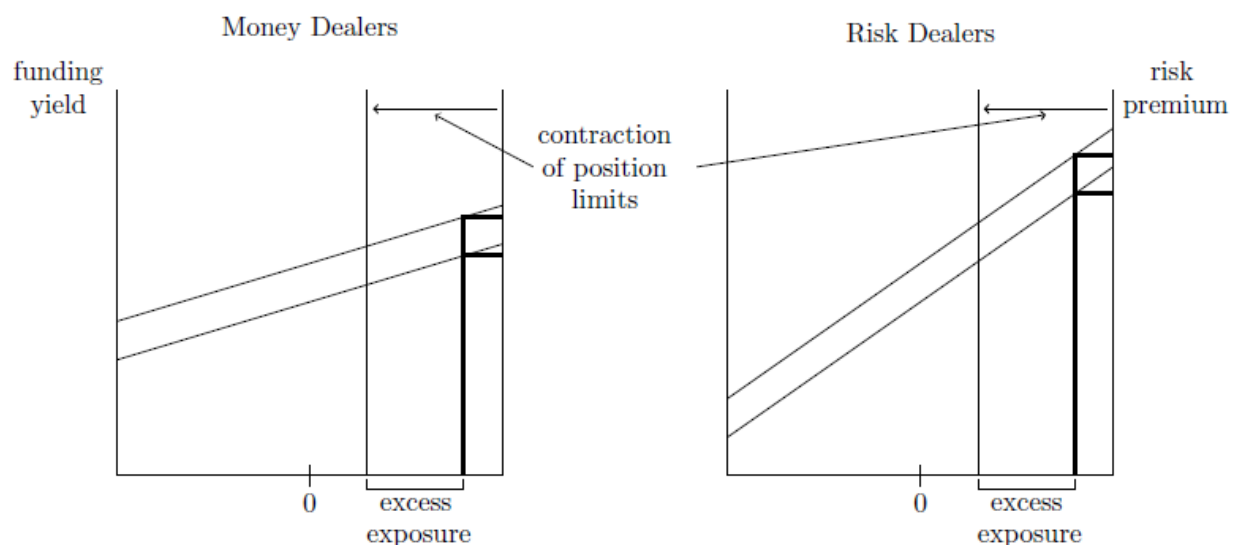 Money Dealers
Risk Dealers
funding
yield
risk
premium
contraction
of position
limits
0
excess
exposure
0
excess
exposure